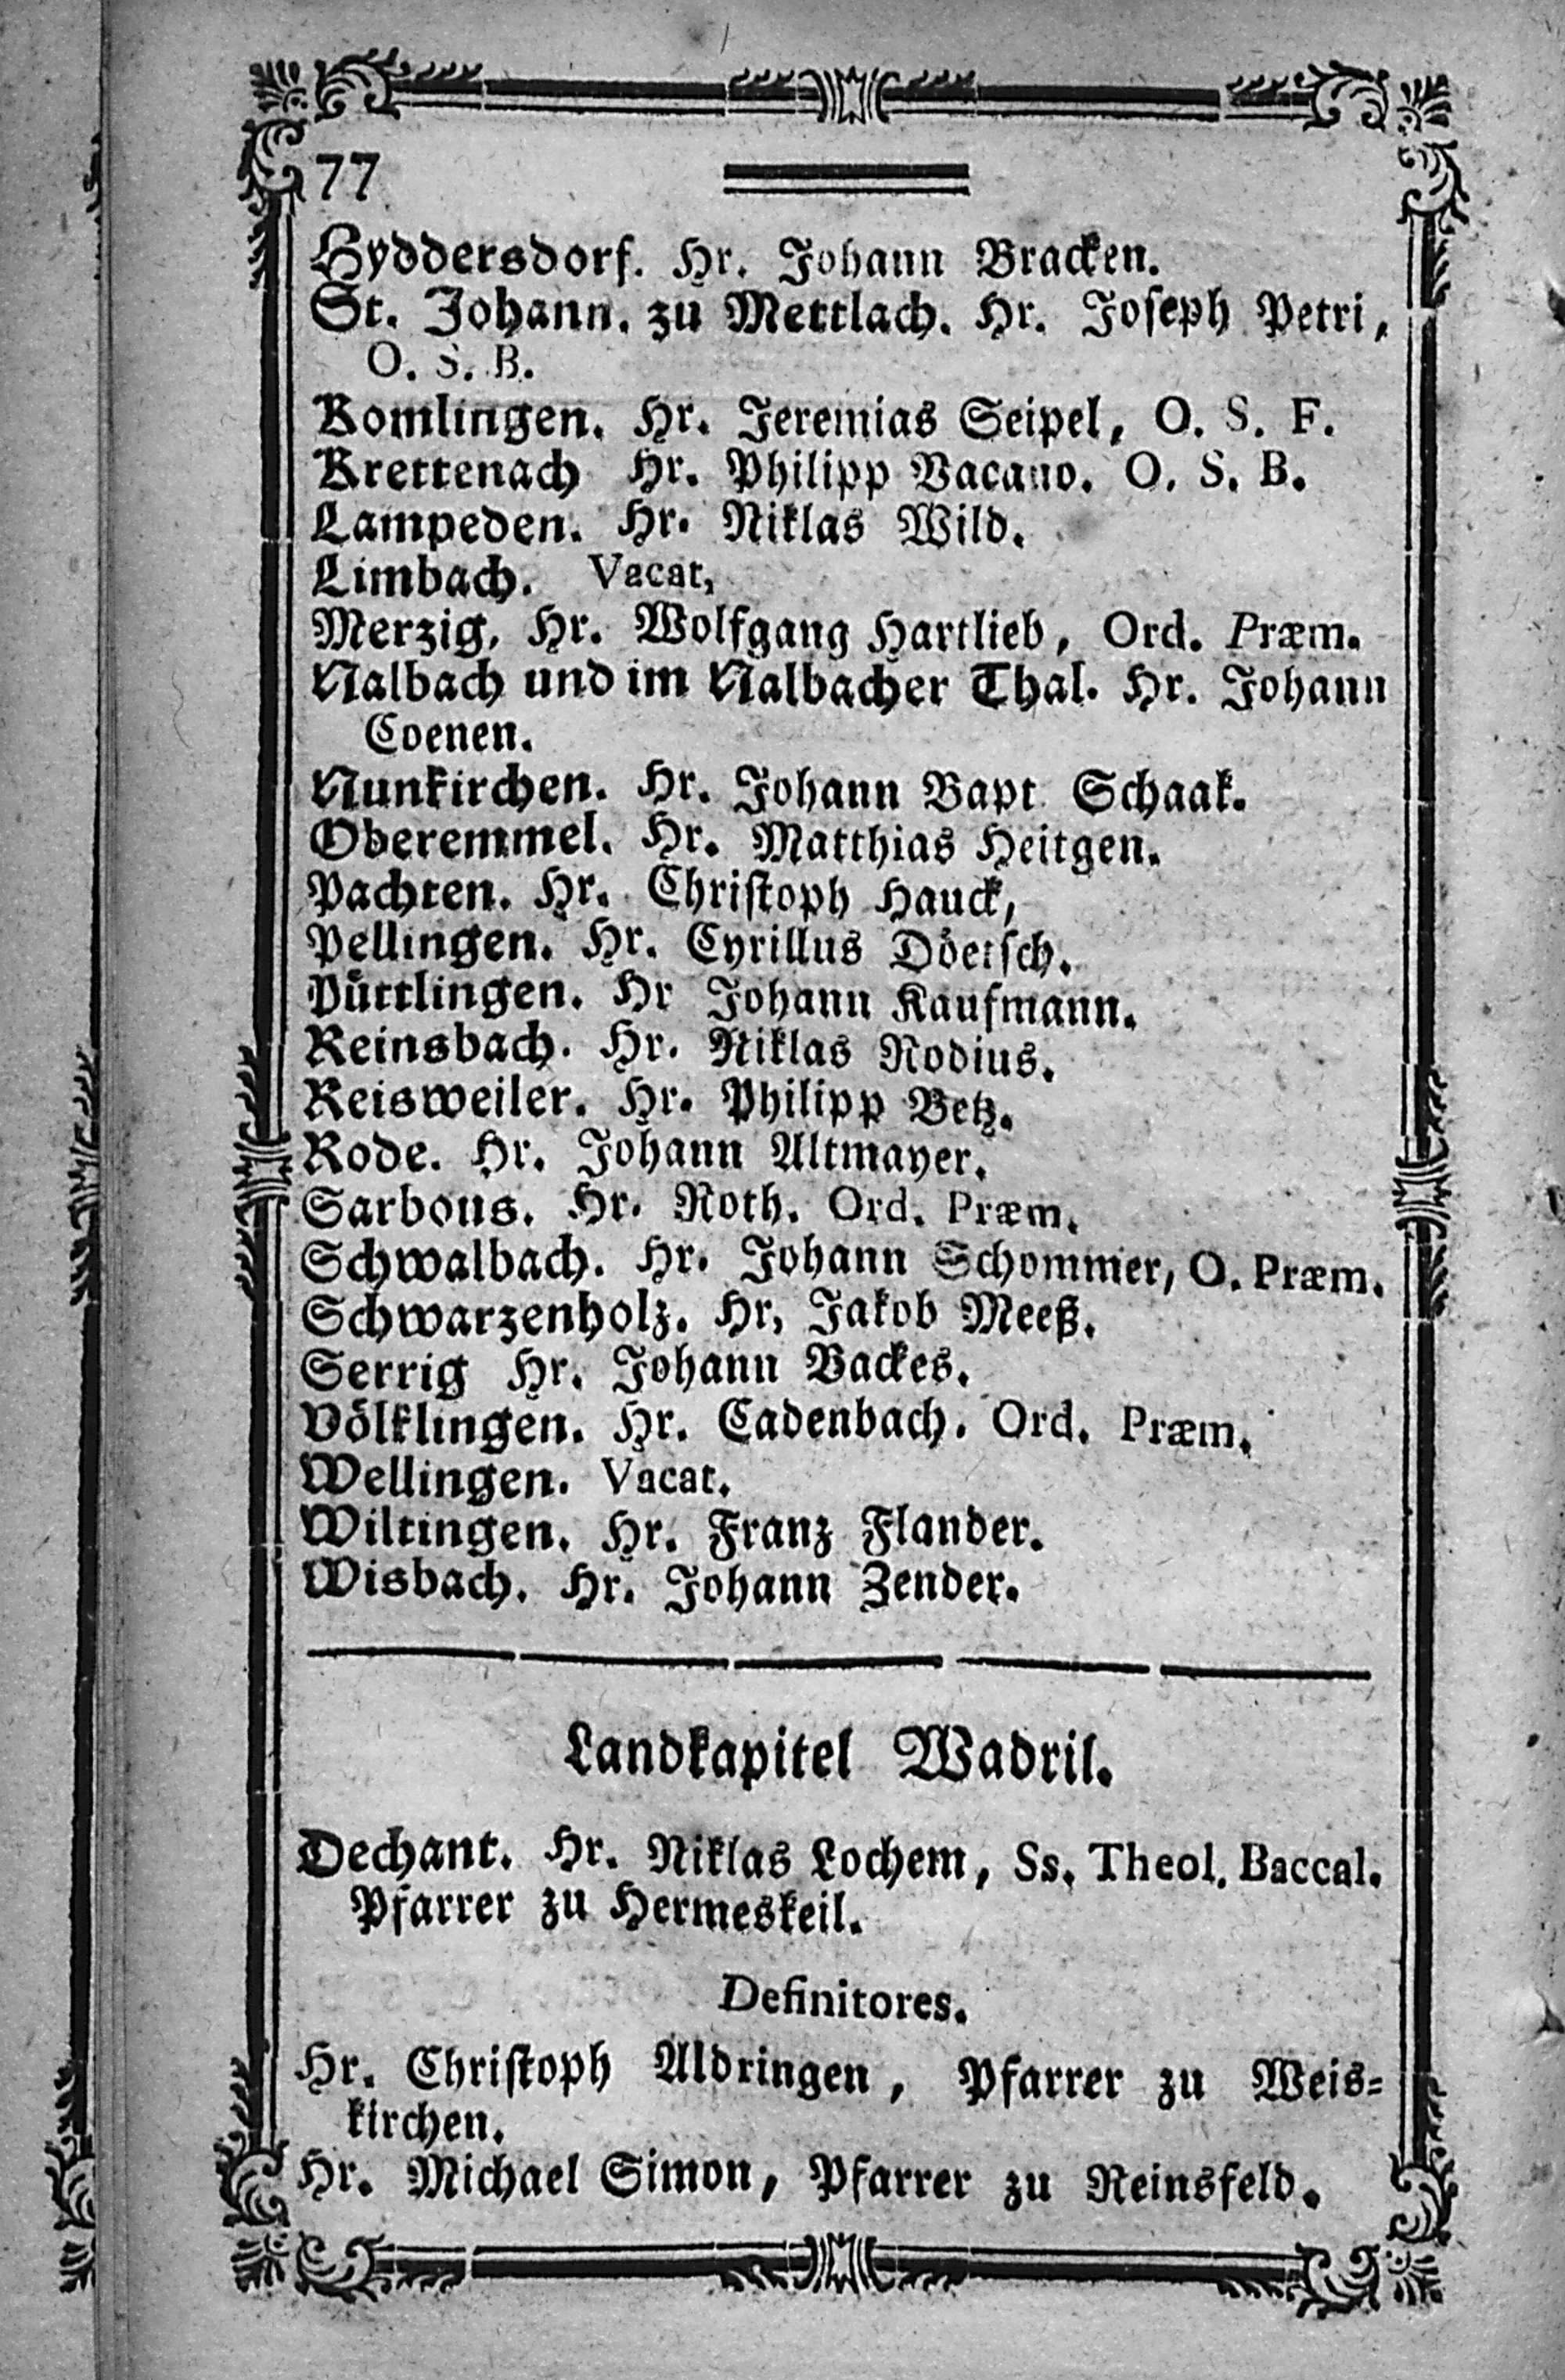 77
Hyddersdorf. Hr. Johann Bracken.
St. Johann. zu Mettlach. Hr. Joseph Petri,
O. S. B.
Komlingen. Hr. Jeremias Seipel, O. S. F.
Krettenach Hr. Philipp Vacano. O. S. B.
Lampeden. Hr. Niklas Wild.
Limbach. Vacat,
Merzig, Hr. Wolfgang Hartlieb, Ord. Præm.
Nalbach und im Nalbacher Thal. Hr. Johann
Coenen.
Nunkirchen. Hr. Johann Bapt. Schaak.
Oberemmel. Hr. Matthias Heitgen.
Pachten. Hr. Christoph Hauck,
Pellingen. Hr. Cyrillus Döetsch.
Püttlingen. Hr Johann Kaufmann.
Reinsbach. Hr. Niklas Rodius.
Reisweiler. Hr. Philipp Betz.
Rode. Hr. Johann Altmayer.
Sarbous. Hr. Roth. Ord. Præm.
Schwalbach. Hr. Johann Schommer, O. Præm.
Schwarzenholz. Hr, Jakob Meeß.
Serrig Hr. Johann Backes.
Völklingen. Hr. Cadenbach. Ord. Præm.
Wellingen. Vacat.
Wiltingen. Hr. Franz Flander.
Wisbach. Hr. Johann Zender.
Landkapitel Wadril.
Dechant. Hr. Niklas Lochem, Ss. Theol. Baccal.
Pfarrer zu Hermeskeil.
Definitores.
Hr. Christoph Aldringen, Pfarrer zu Weis=
kirchen.
Hr. Michael Simon, Pfarrer zu Reinsfeld.